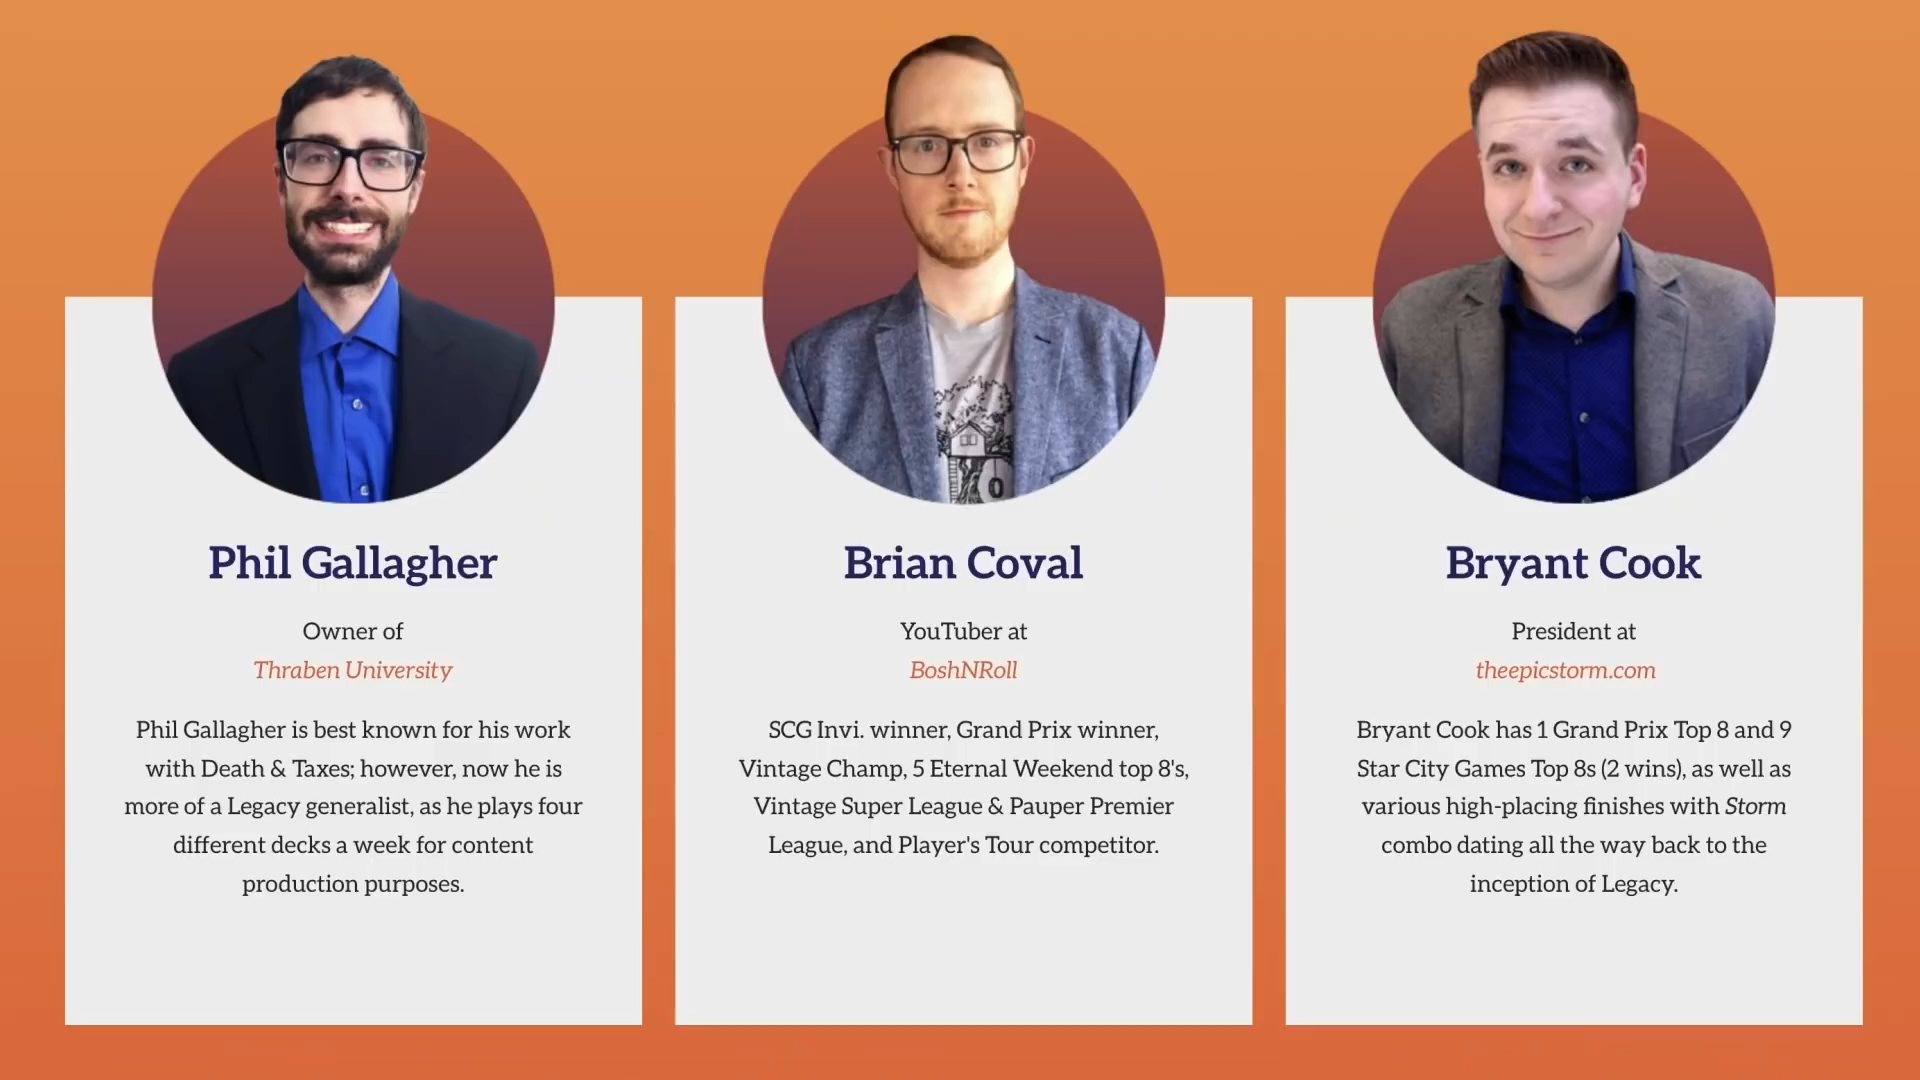 Phil Gallagher
Owner of
Thraben University
Phil Gallagher is best known for his work
with Death & Taxes; however, now he is
more of a Legacy generalist, as he plays four
different decks a week for content
production purposes.
Brian Coval
YouTuber at
BoshNRoll
SCG Invi. winner, Grand Prix winner,
Vintage Champ, 5 Eternal Weekend top 8's,
Vintage Super League & Pauper Premier
League, and Player's Tour competitor.
Bryant Cook
President at
theepicstorm.com
Bryant Cook has 1 Grand Prix Top 8 and 9
Star City Games Top 8s (2 wins), as well as
various high-placing finishes with Storm
combo dating all the way back to the
inception of Legacy.